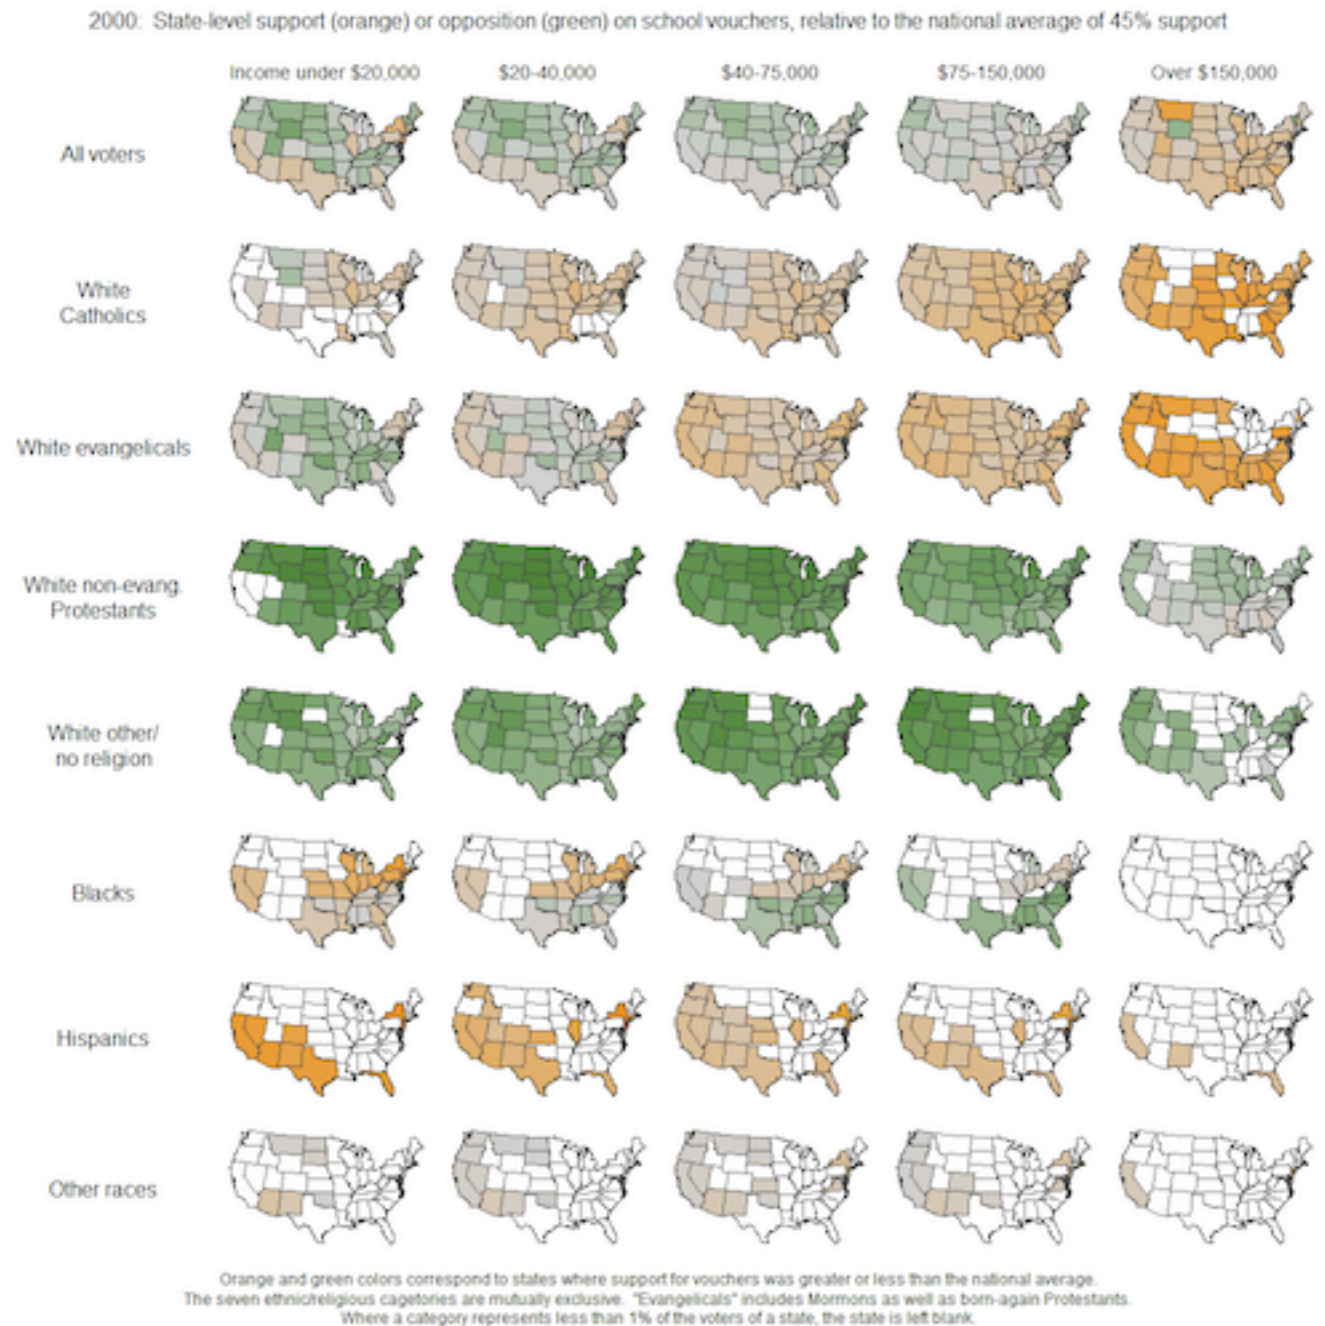 2000: State-level support (orange) or opposition (green) on school vouchers, relative to the national average of 45% support
Income under $20,000 $20-40,000 $40-75,000 $75-150,000 Over $150,000
All voters
White
Catholics
White evangelicals
White non-evang.
Protestants
White other/
no religion
Blacks
Hispanics
Other races
Orange and green colors correspond to states where support for vouchers was greater or less than the national average.
The seven ethnic/religious cagetories are mutually exclusive. "Evangelicals" includes Mormons as well as born-again Protestants.
Where a category represents less than 1% of the voters of a state, the state is left blank.